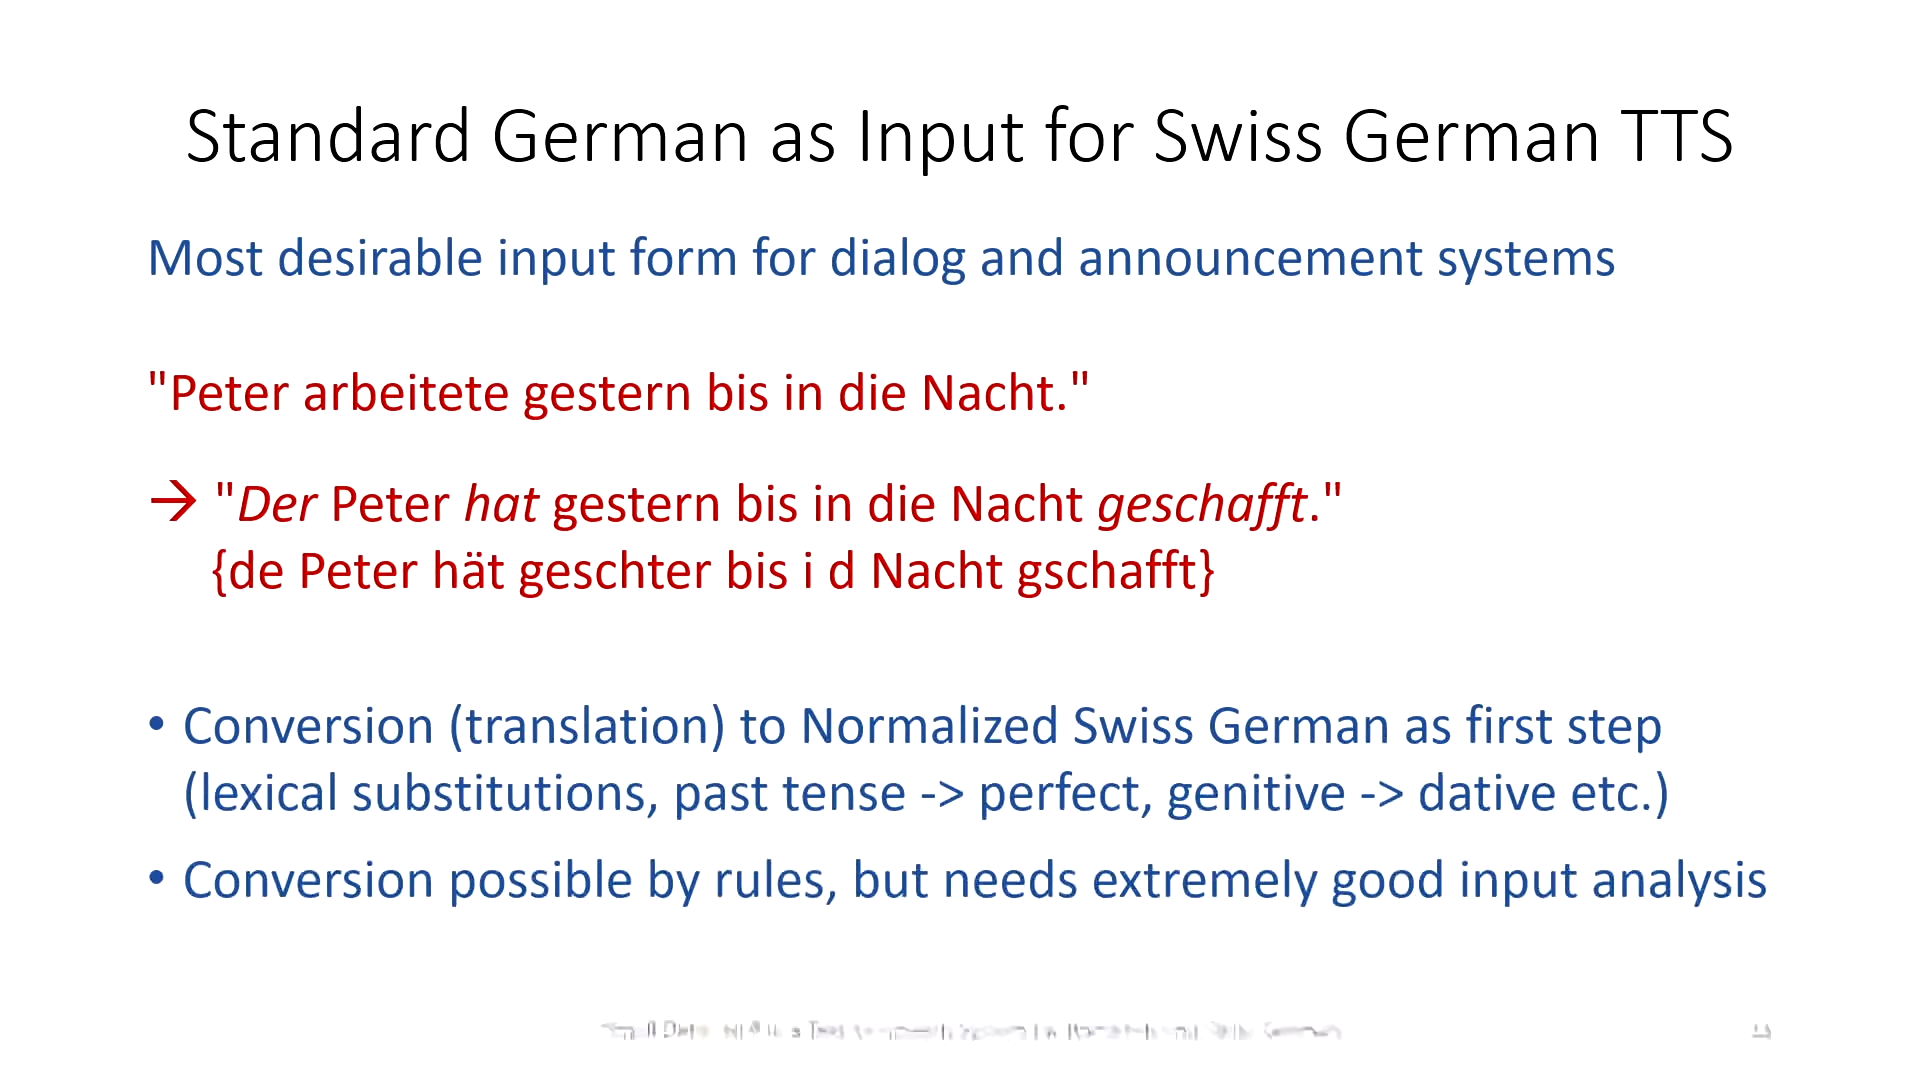 Standard German as Input for Swiss German TTS
Most desirable input form for dialog and announcement systems
"Peter arbeitete gestern bis in die Nacht."
→ "Der Peter hat gestern bis in die Nacht geschafft."
{de Peter hät geschter bis i d Nacht gschafft}
• Conversion (translation) to Normalized Swiss German as first step
(lexical substitutions, past tense -> perfect, genitive -> dative etc.)
• Conversion possible by rules, but needs extremely good input analysis